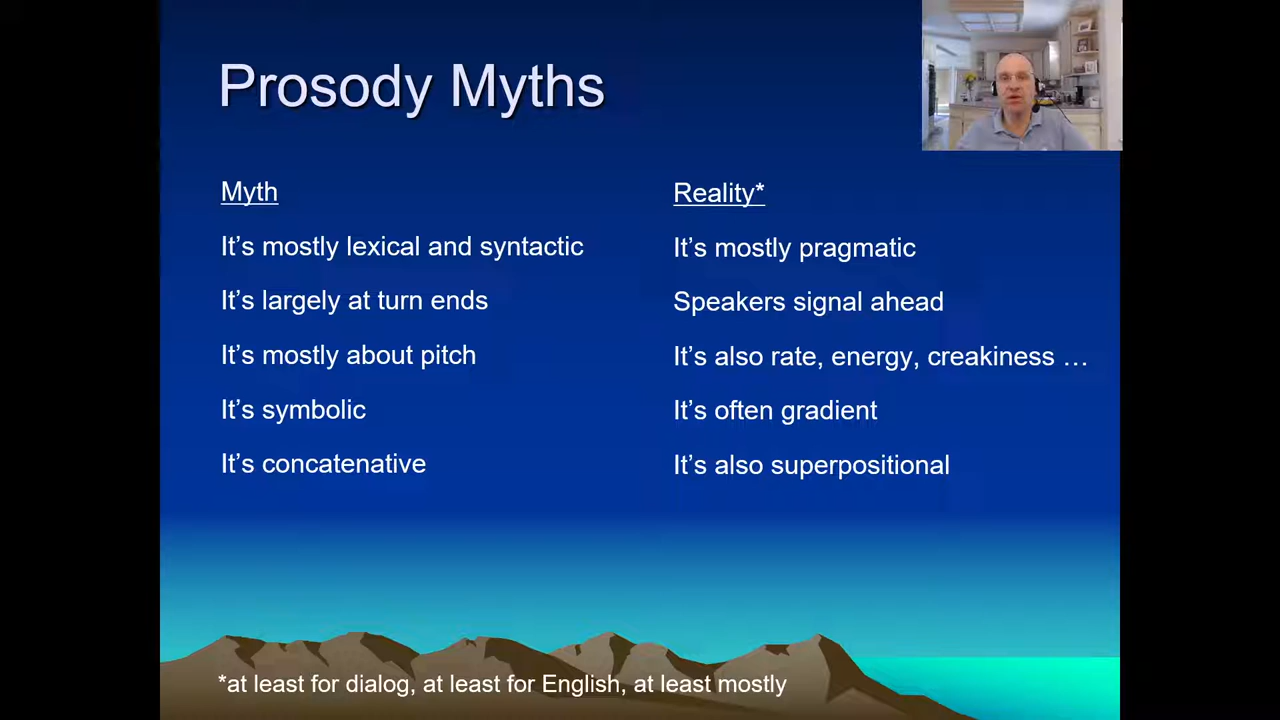 Prosody Myths
Myth
Reality*
It's mostly lexical and syntactic
It's mostly pragmatic
It's largely at turn ends
Speakers signal ahead
It's mostly about pitch
It's also rate, energy, creakiness …
It's symbolic
It's often gradient
It's concatenative
It's also superpositional
*at least for dialog, at least for English, at least mostly